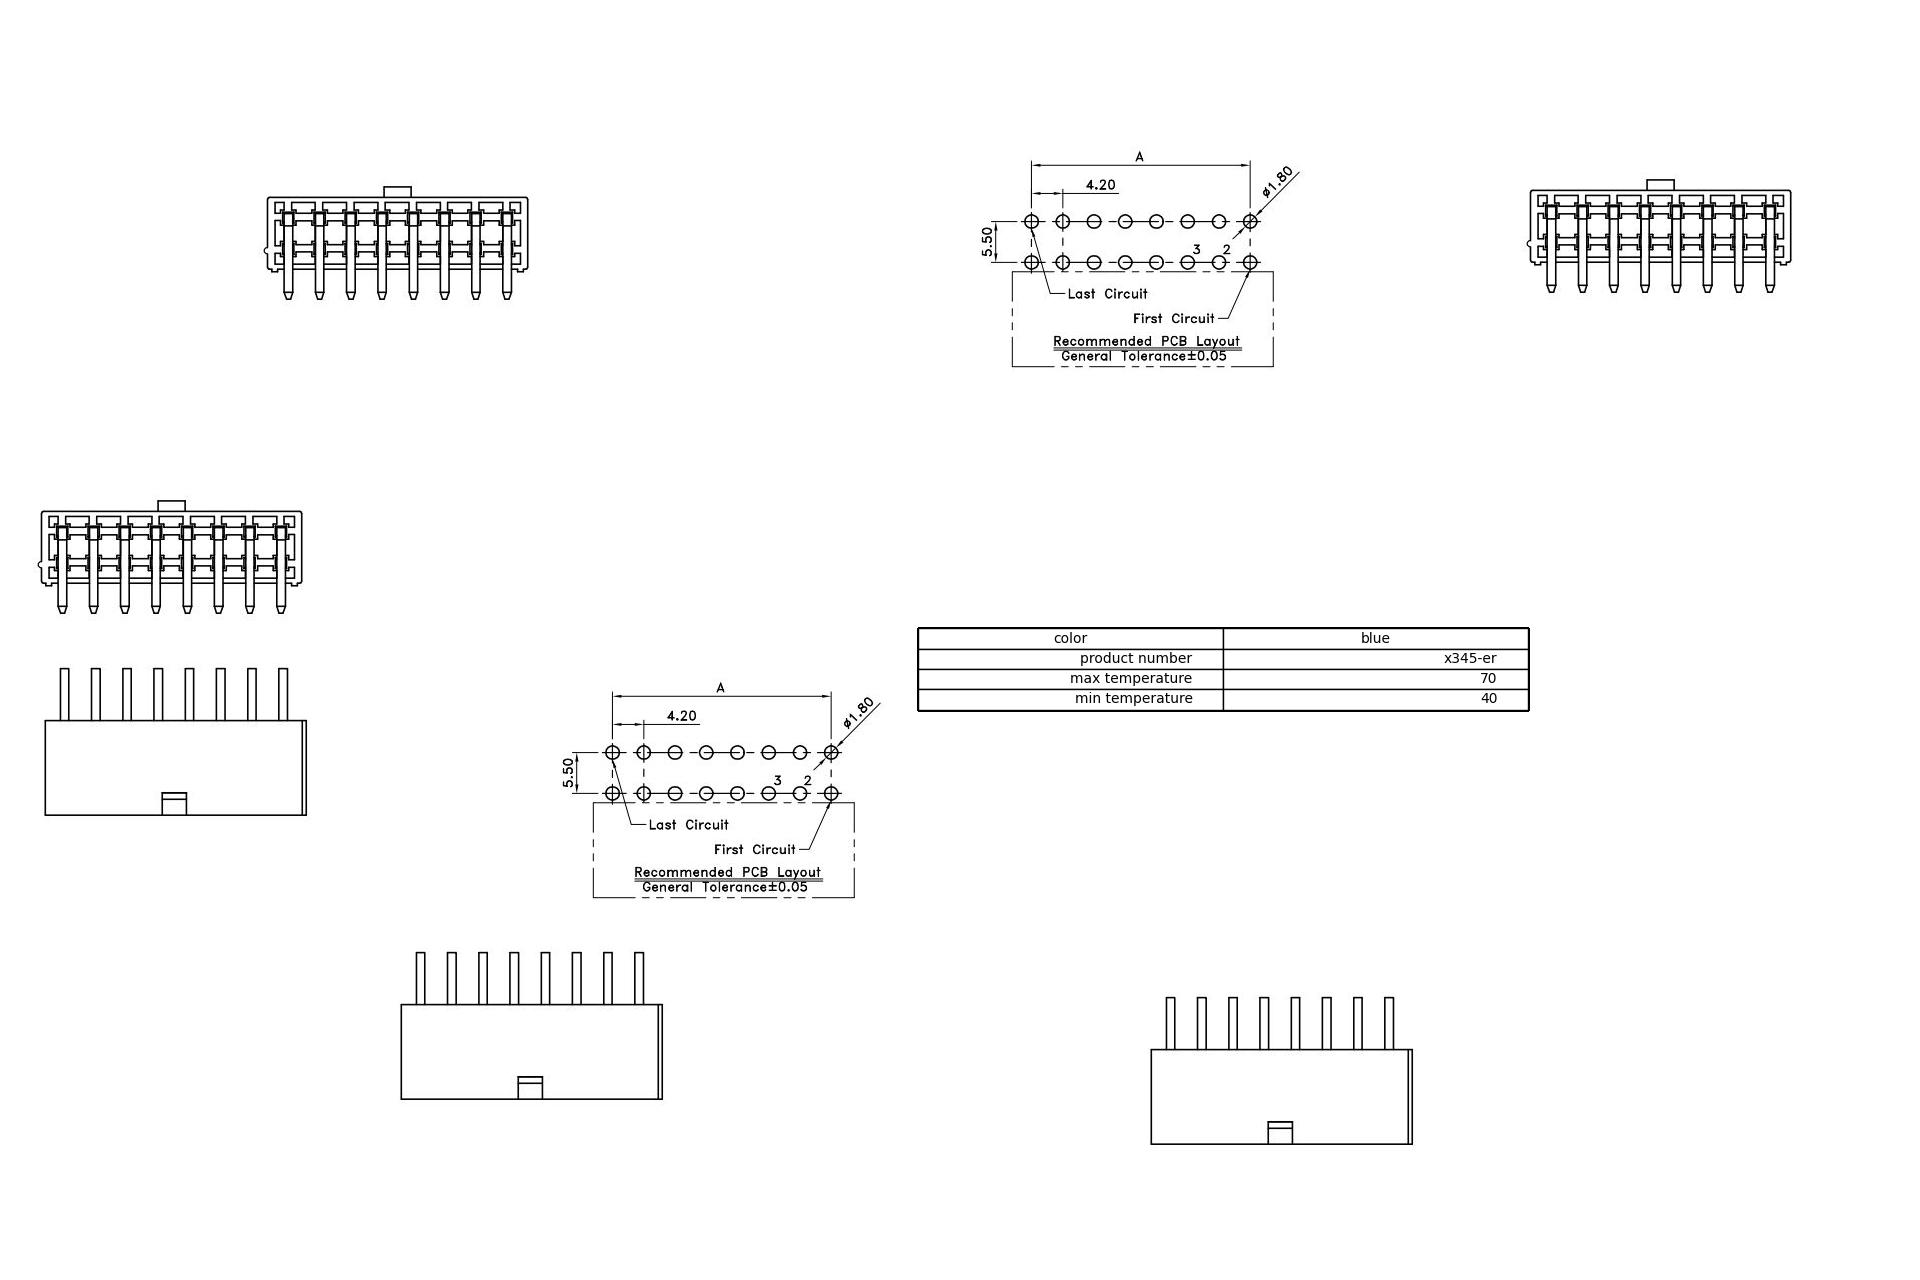 A
4.20
ø1.80
5.50
3 2
Last Circuit
First Circuit
Recommended PCB Layout
General Tolerance±0.05
color blue
product number x345-er
max temperature 70
min temperature 40
A
4.20
ø1.80
5.50
3 2
Last Circuit
First Circuit
Recommended PCB Layout
General Tolerance±0.05